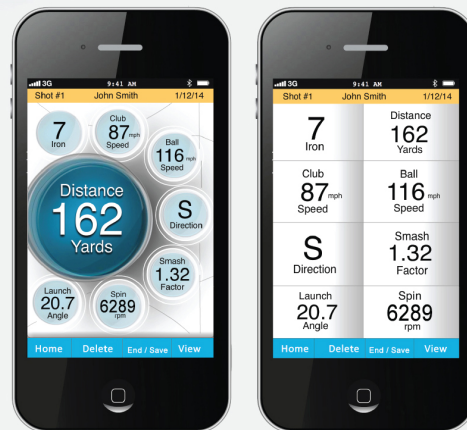 3G 9:41 AM
Shot #1 John Smith 1/12/14
7
Iron
Club
87 mph
Speed
Ball
116 mph
Speed
Distance
162
Yards
S
Direction
Smash
1.32
Factor
Launch
20.7
Angle
Spin
6289
rpm
Home Delete End / Save View
3G 9:41 AM
Shot #1 John Smith 1/12/14
7
Iron
Distance
162
Yards
Club
87 mph
Speed
Ball
116 mph
Speed
S
Direction
Smash
1.32
Factor
Launch
20.7
Angle
Spin
6289
rpm
Home Delete End / Save View